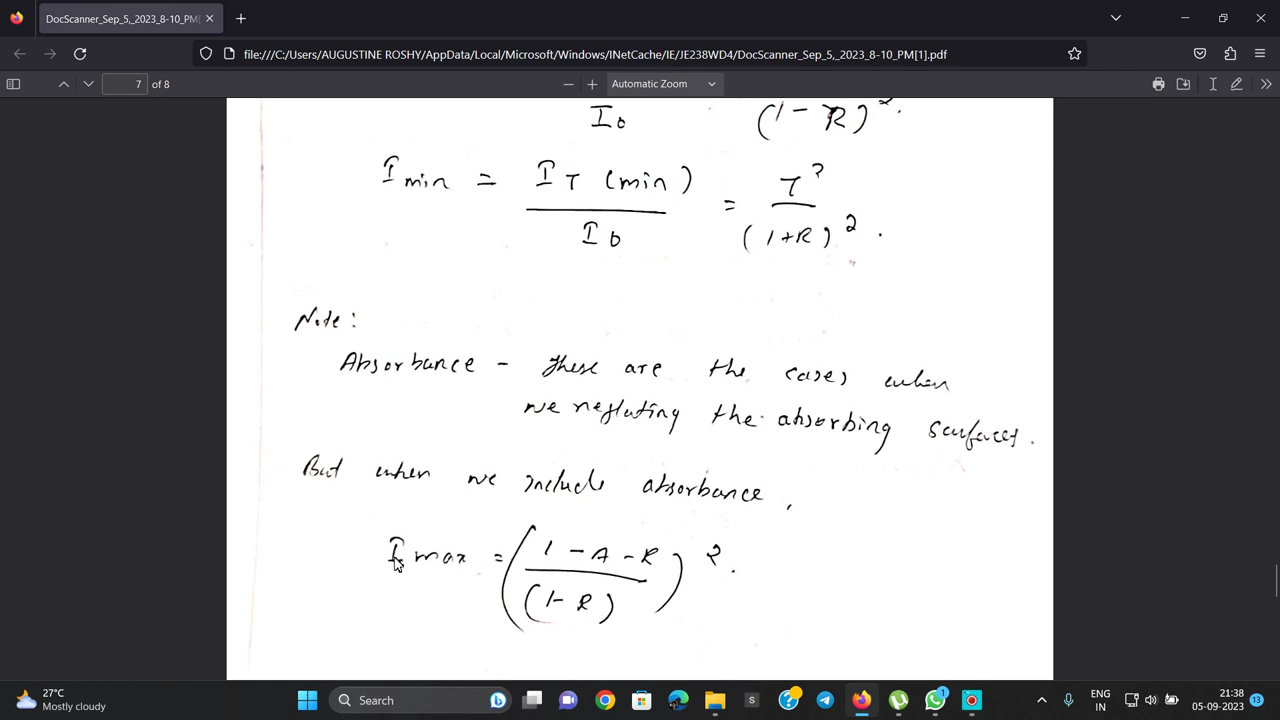 DocScanner_Sep_5,_2023_8-10_PM[
file:///C:/Users/AUGUSTINE ROSHY/AppData/Local/Microsoft/Windows/INetCache/IE/JE238WD4/DocScanner_Sep_5,_2023_8-10_PM[1].pdf
7 of 8
Automatic Zoom
I0 (1 - R)².
Imin = IT (min) / I0 = T² / (1+R)².
Note:
Absorbance - These are the cases when
we neglating the absorbing surfaces.
But when we include absorbance,
Imax = (1 - A - R / (1 - R))².
27°C
Mostly cloudy
Search
1
ENG
IN
21:38
05-09-2023
13